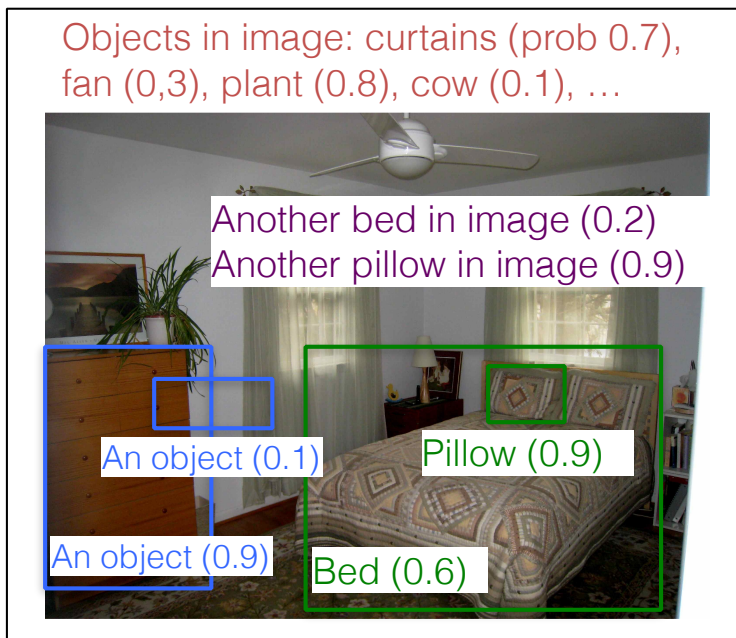 Objects in image: curtains (prob 0.7),
fan (0,3), plant (0.8), cow (0.1), …
Another bed in image (0.2)
Another pillow in image (0.9)
An object (0.1)
Pillow (0.9)
An object (0.9)
Bed (0.6)